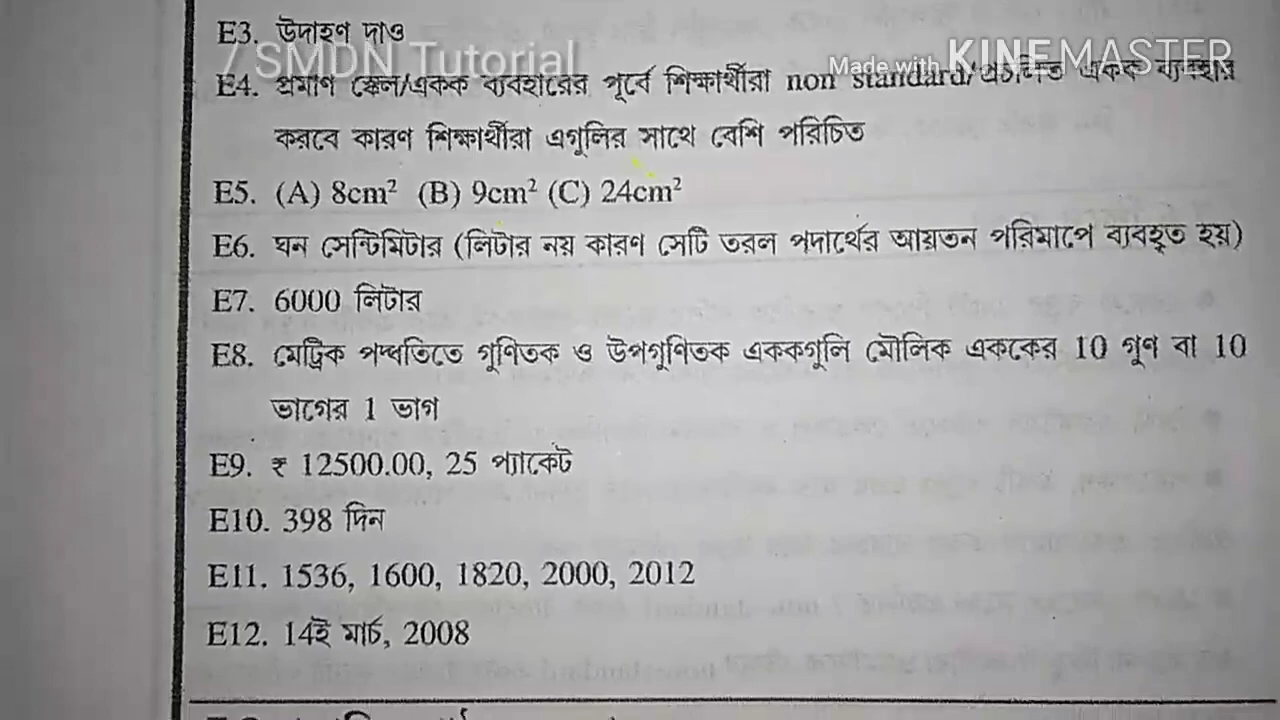 E3. উদাহণ দাও
/ SMDN Tutorial
Made with KINEMASTER
E4. প্রমাণ স্কেল/একক ব্যবহারের পূর্বে শিক্ষার্থীরা non standard/প্রচলিত একক ব্যবহার
করবে কারণ শিক্ষার্থীরা এগুলির সাথে বেশি পরিচিত
E5. (A) 8cm² (B) 9cm² (C) 24cm²
E6. ঘন সেন্টিমিটার (লিটার নয় কারণ সেটি তরল পদার্থের আয়তন পরিমাপে ব্যবহৃত হয়)
E7. 6000 লিটার
E8. মেট্রিক পদ্ধতিতে গুণিতক ও উপগুণিতক এককগুলি মৌলিক এককের 10 গুণ বা 10
ভাগের 1 ভাগ
E9. ₹ 12500.00, 25 প্যাকেট
E10. 398 দিন
E11. 1536, 1600, 1820, 2000, 2012
E12. 14ই মার্চ, 2008